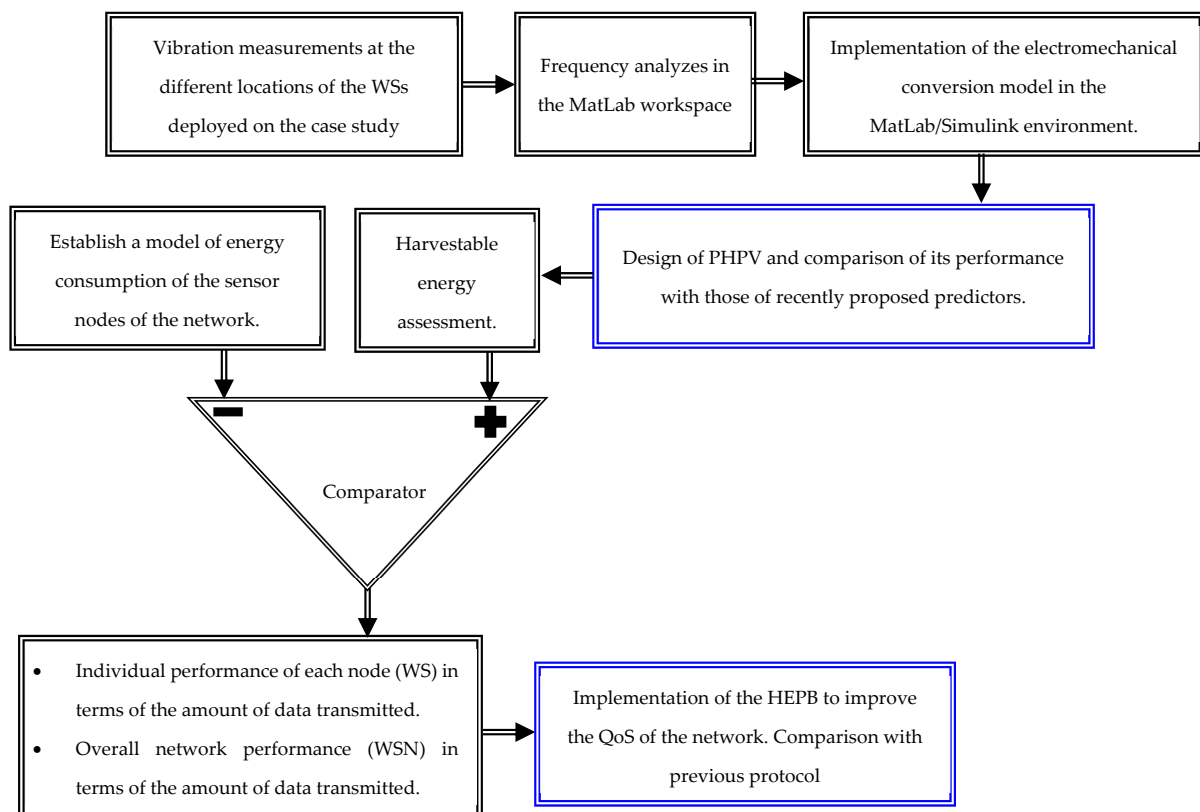 Vibration measurements at the
different locations of the WSs
deployed on the case study
Frequency analyzes in
the MatLab workspace
Implementation of the electromechanical
conversion model in the
MatLab/Simulink environment.
Establish a model of energy
consumption of the sensor
nodes of the network.
Harvestable
energy
assessment.
Design of PHPV and comparison of its performance
with those of recently proposed predictors.
Comparator
• Individual performance of each node (WS) in
terms of the amount of data transmitted.
• Overall network performance (WSN) in
terms of the amount of data transmitted.
Implementation of the HEPB to improve
the QoS of the network. Comparison with
previous protocol